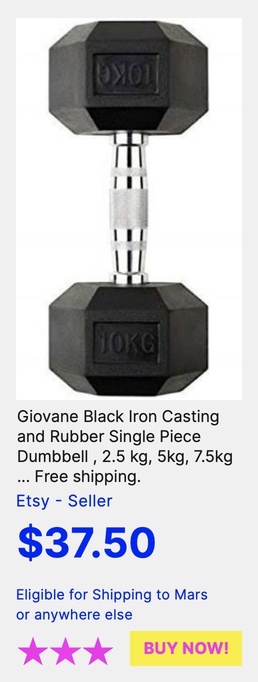 10KG
10KG
Giovane Black Iron Casting
and Rubber Single Piece
Dumbbell , 2.5 kg, 5kg, 7.5kg
... Free shipping.
Etsy - Seller
$37.50
Eligible for Shipping to Mars
or anywhere else
BUY NOW!